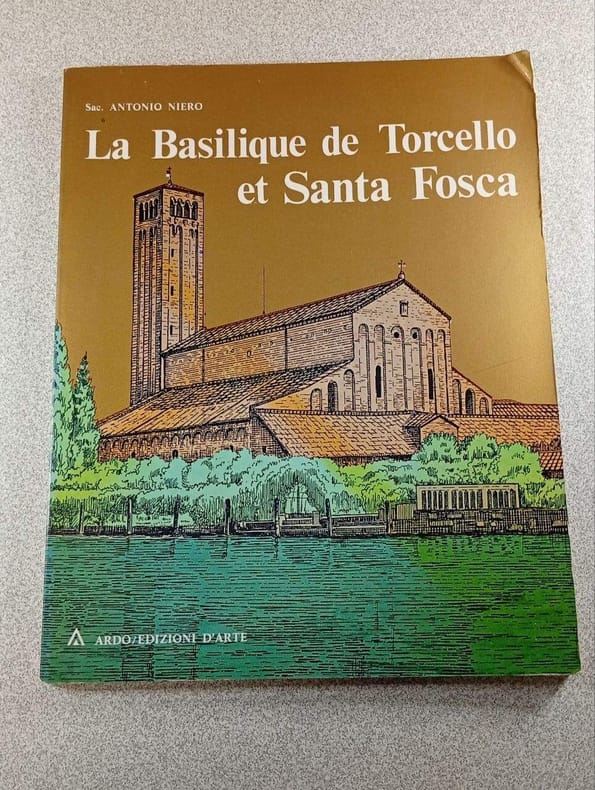 Sac. ANTONIO NIERO
La Basilique de Torcello
et Santa Fosca
ARDO/EDIZIONI D'ARTE